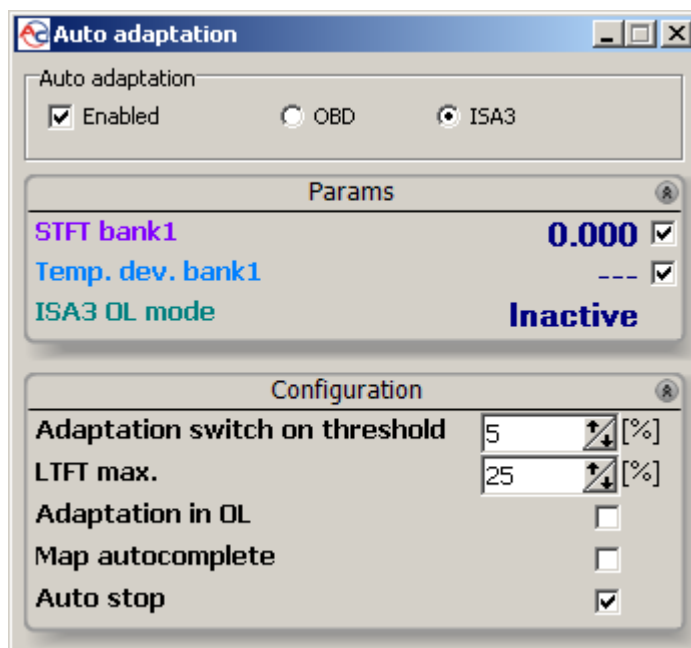 Auto adaptation
Auto adaptation
Enabled OBD ISA3
Params
STFT bank1 0.000
Temp. dev. bank1 ---
ISA3 OL mode Inactive
Configuration
Adaptation switch on threshold 5 [%]
LTFT max. 25 [%]
Adaptation in OL
Map autocomplete
Auto stop